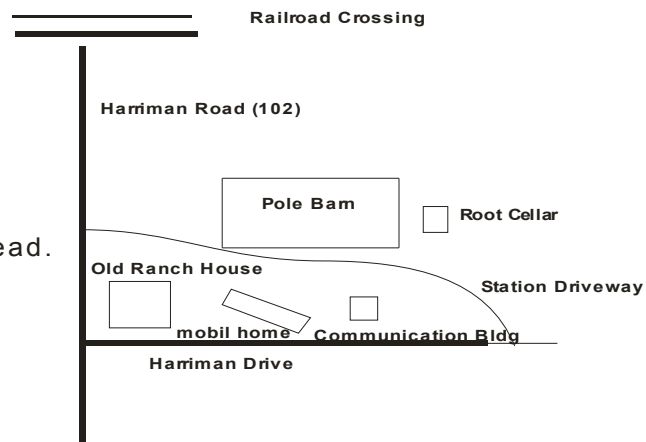 Railroad Crossing
Harriman Road (102)
Pole Barn
Root Cellar
ead.
Old Ranch House
Station Driveway
mobil home
Communication Bldg
Harriman Drive